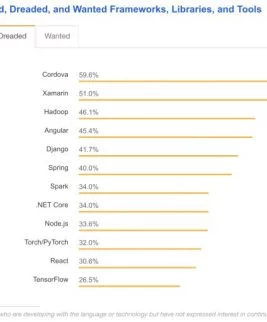 d, Dreaded, and Wanted Frameworks, Libraries, and Tools
Dreaded Wanted
Cordova 59.6%
Xamarin 51.0%
Hadoop 46.1%
Angular 45.4%
Django 41.7%
Spring 40.0%
Spark 34.0%
.NET Core 34.0%
Node.js 33.6%
Torch/PyTorch 32.0%
React 30.6%
TensorFlow 26.5%
who are developing with the language or technology but have not expressed interest in continui